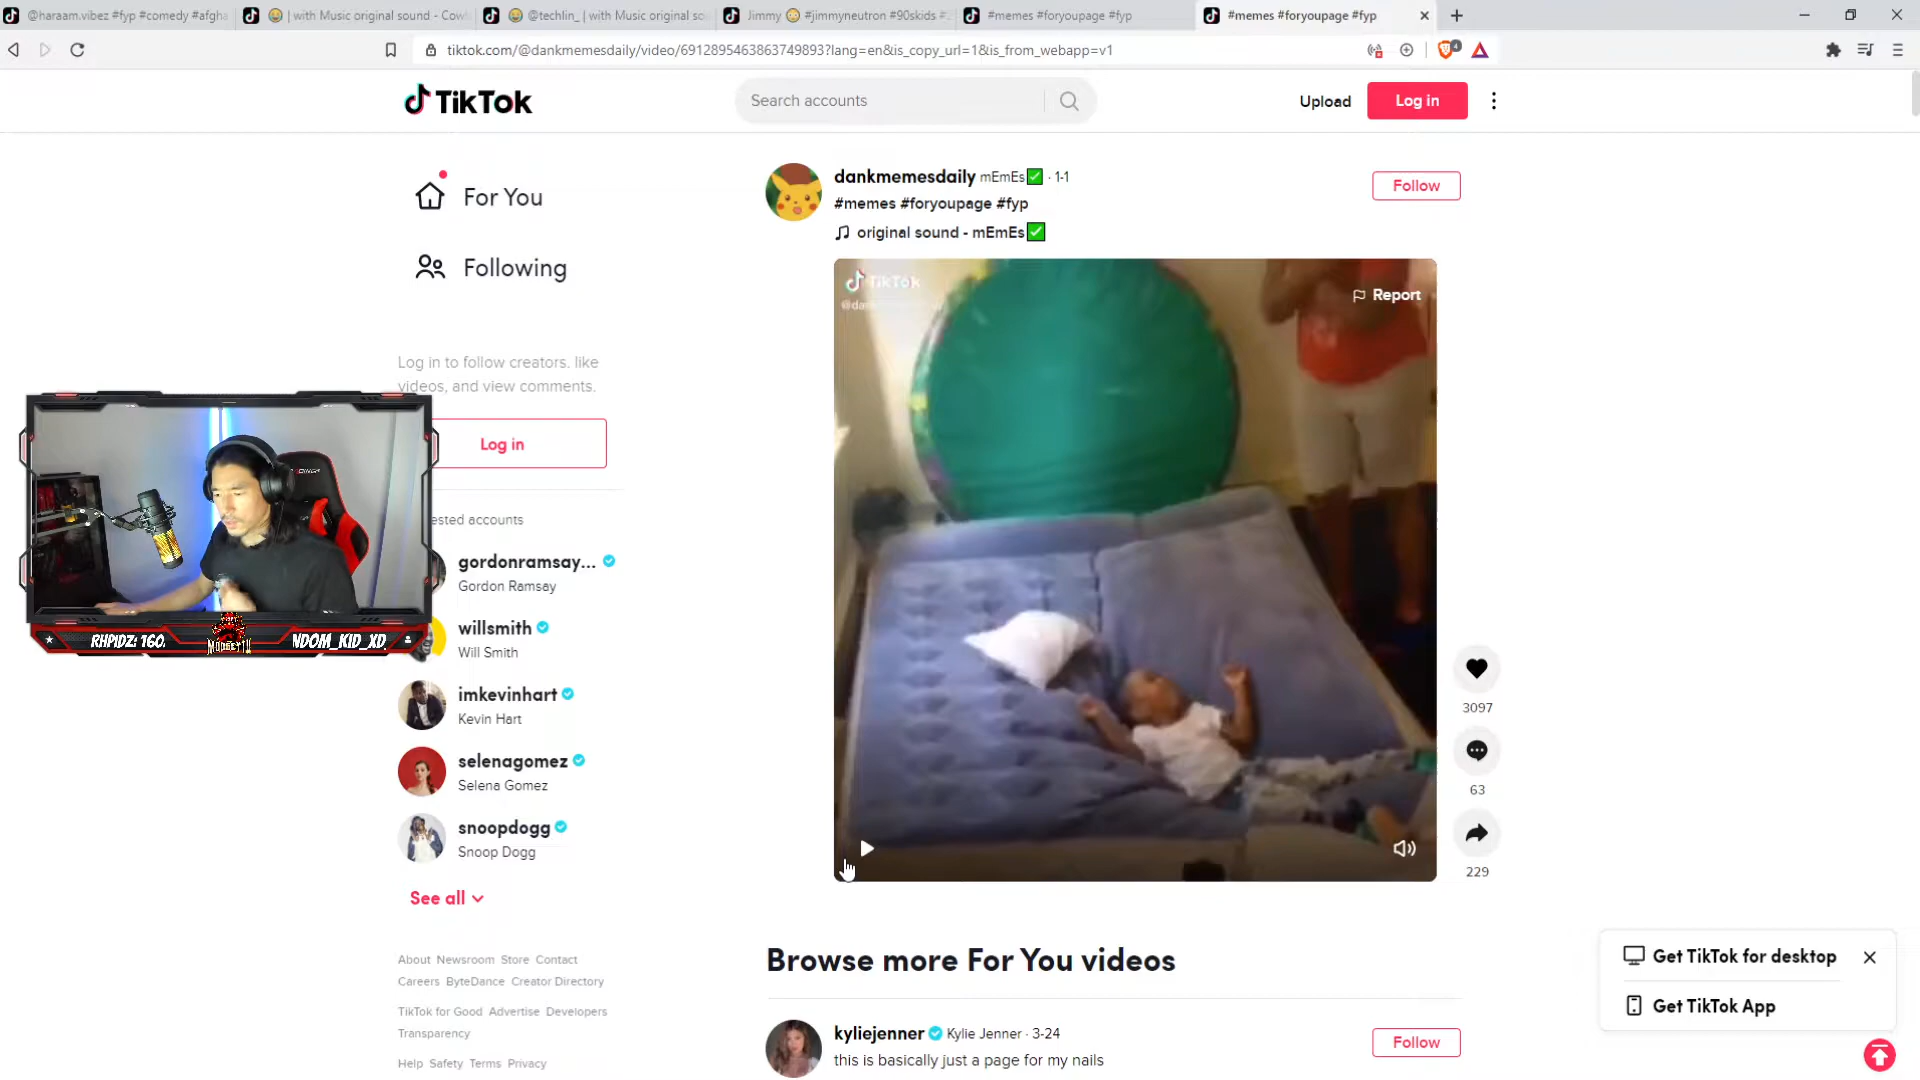 @haraam.vibez #fyp #comedy #afgha
😂 | with Music original sound - Cow
😂 @techlin_ | with Music original so
Jimmy 😳 #jimmyneutron #90skids #
#memes #foryoupage #fyp
#memes #foryoupage #fyp
tiktok.com/@dankmemesdaily/video/6912895463863749893?lang=en&is_copy_url=1&is_from_webapp=v1
4
TikTok
Search accounts
Upload
Log in
For You
Following
Log in to follow creators, like
videos, and view comments.
Log in
ested accounts
gordonramsay...
Gordon Ramsay
willsmith
Will Smith
imkevinhart
Kevin Hart
selenagomez
Selena Gomez
snoopdogg
Snoop Dogg
See all
About Newsroom Store Contact
Careers ByteDance Creator Directory
TikTok for Good Advertise Developers
Transparency
Help Safety Terms Privacy
RHPIDZ: 160.
NDOM_KID_XD
dankmemesdaily mEmEs✅ · 1-1
#memes #foryoupage #fyp
original sound - mEmEs✅
Follow
TikTok
@da
Report
3097
63
229
Browse more For You videos
kyliejenner Kylie Jenner · 3-24
this is basically just a page for my nails
Follow
Get TikTok for desktop
Get TikTok App